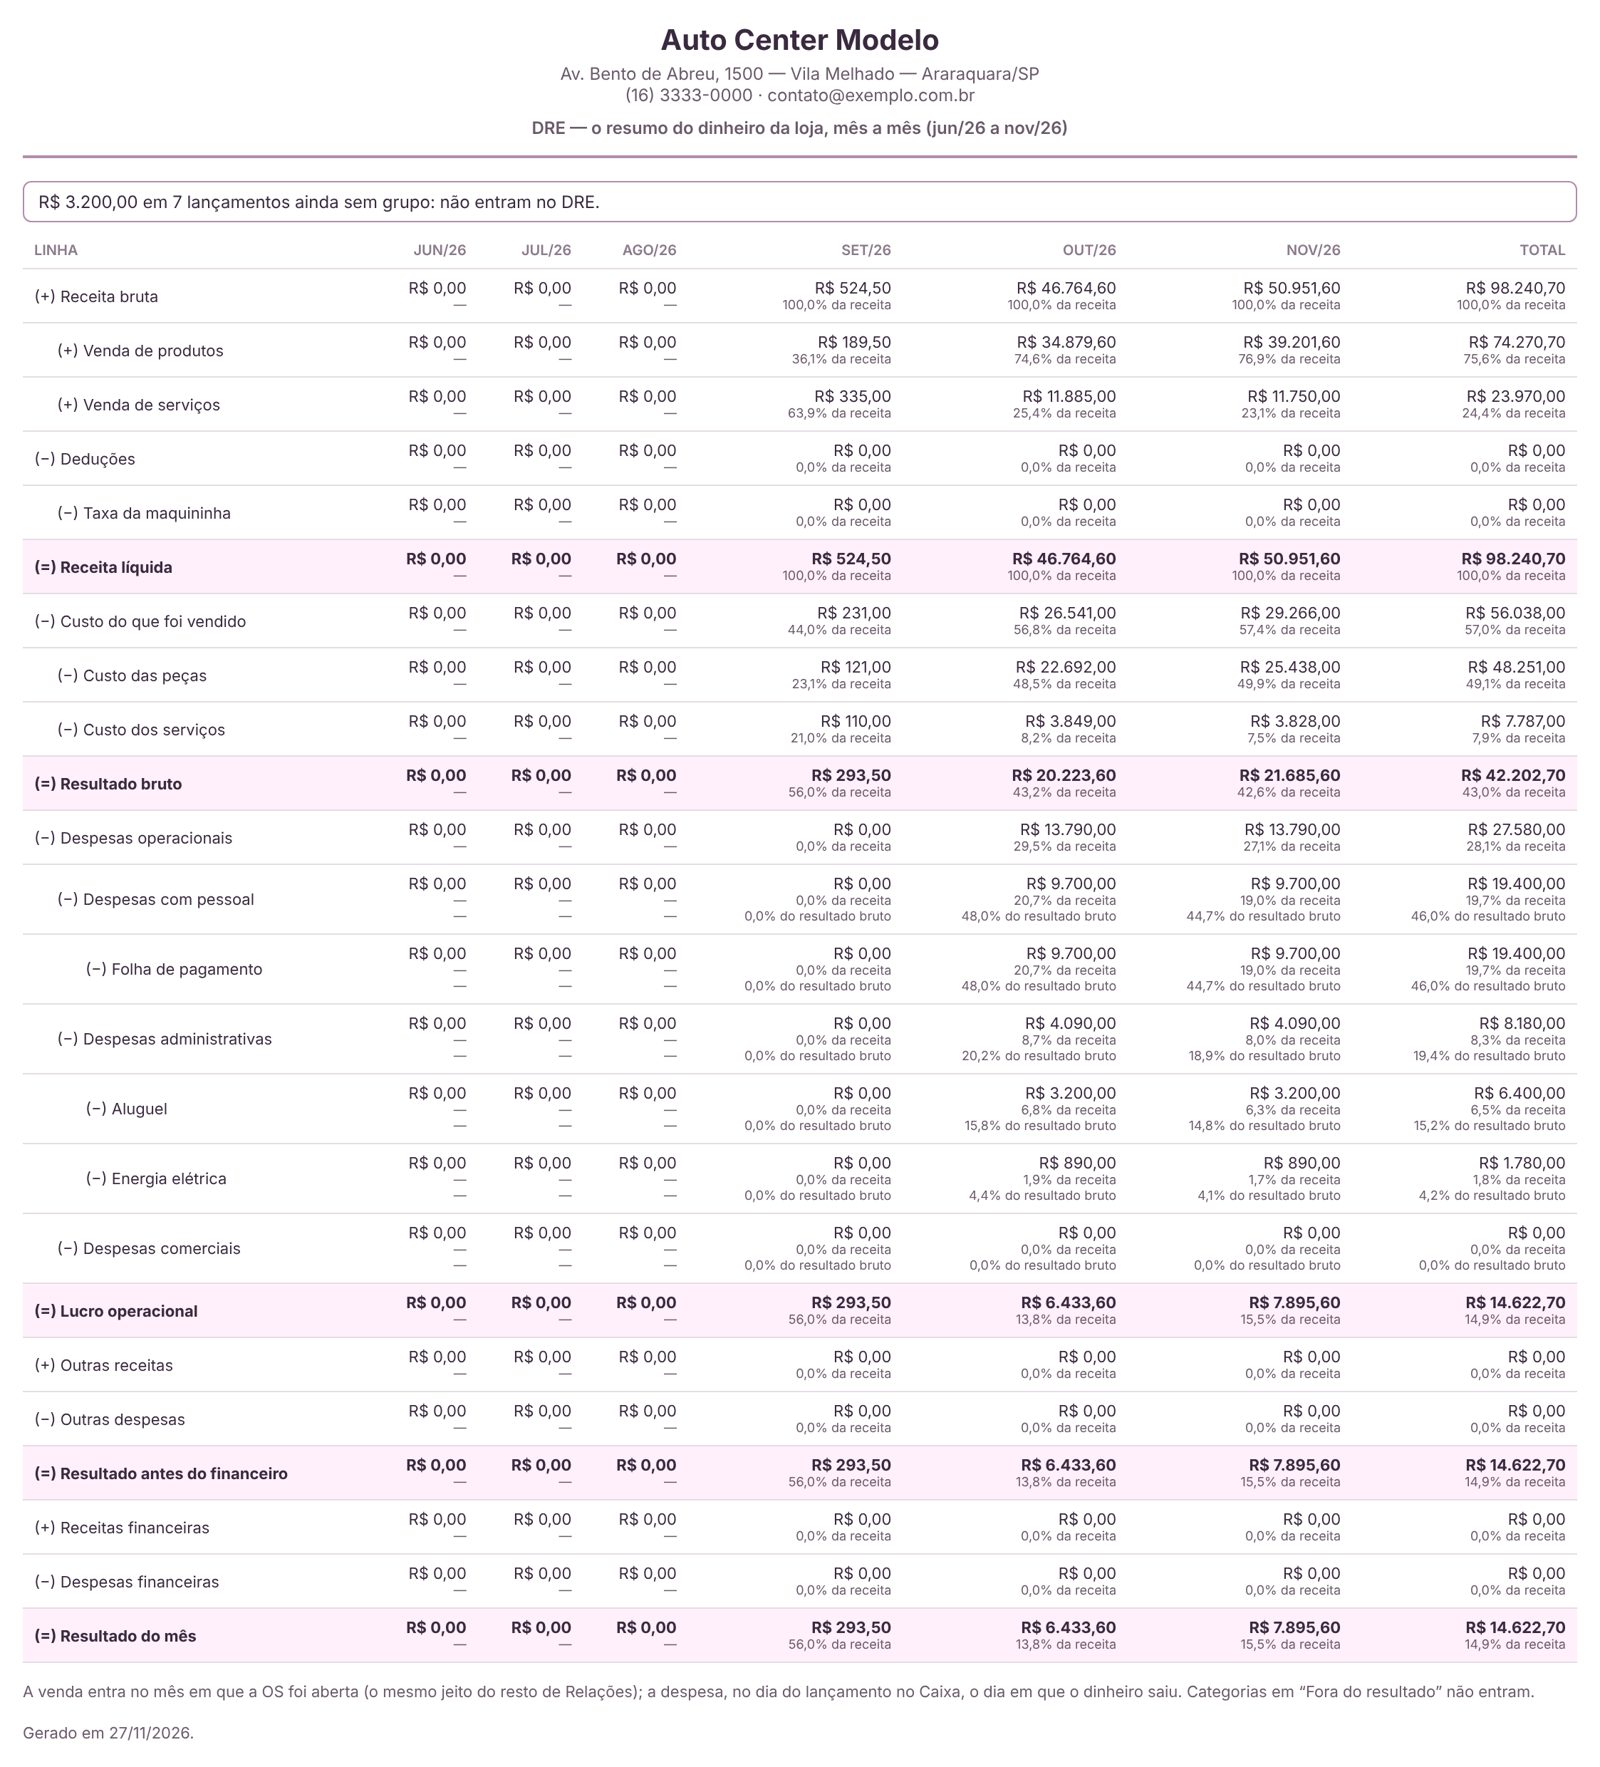 Auto Center Modelo
Av. Bento de Abreu, 1500 — Vila Melhado — Araraquara/SP
(16) 3333-0000 · contato@exemplo.com.br
DRE — o resumo do dinheiro da loja, mês a mês (jun/26 a nov/26)
R$ 3.200,00 em 7 lançamentos ainda sem grupo: não entram no DRE.
LINHA JUN/26 JUL/26 AGO/26 SET/26 OUT/26 NOV/26 TOTAL
(+) Receita bruta R$ 0,00 R$ 0,00 R$ 0,00 R$ 524,50 R$ 46.764,60 R$ 50.951,60 R$ 98.240,70
— — — 100,0% da receita 100,0% da receita 100,0% da receita 100,0% da receita
(+) Venda de produtos R$ 0,00 R$ 0,00 R$ 0,00 R$ 189,50 R$ 34.879,60 R$ 39.201,60 R$ 74.270,70
— — — 36,1% da receita 74,6% da receita 76,9% da receita 75,6% da receita
(+) Venda de serviços R$ 0,00 R$ 0,00 R$ 0,00 R$ 335,00 R$ 11.885,00 R$ 11.750,00 R$ 23.970,00
— — — 63,9% da receita 25,4% da receita 23,1% da receita 24,4% da receita
(−) Deduções R$ 0,00 R$ 0,00 R$ 0,00 R$ 0,00 R$ 0,00 R$ 0,00 R$ 0,00
— — — 0,0% da receita 0,0% da receita 0,0% da receita 0,0% da receita
(−) Taxa da maquininha R$ 0,00 R$ 0,00 R$ 0,00 R$ 0,00 R$ 0,00 R$ 0,00 R$ 0,00
— — — 0,0% da receita 0,0% da receita 0,0% da receita 0,0% da receita
(=) Receita líquida R$ 0,00 R$ 0,00 R$ 0,00 R$ 524,50 R$ 46.764,60 R$ 50.951,60 R$ 98.240,70
— — — 100,0% da receita 100,0% da receita 100,0% da receita 100,0% da receita
(−) Custo do que foi vendido R$ 0,00 R$ 0,00 R$ 0,00 R$ 231,00 R$ 26.541,00 R$ 29.266,00 R$ 56.038,00
— — — 44,0% da receita 56,8% da receita 57,4% da receita 57,0% da receita
(−) Custo das peças R$ 0,00 R$ 0,00 R$ 0,00 R$ 121,00 R$ 22.692,00 R$ 25.438,00 R$ 48.251,00
— — — 23,1% da receita 48,5% da receita 49,9% da receita 49,1% da receita
(−) Custo dos serviços R$ 0,00 R$ 0,00 R$ 0,00 R$ 110,00 R$ 3.849,00 R$ 3.828,00 R$ 7.787,00
— — — 21,0% da receita 8,2% da receita 7,5% da receita 7,9% da receita
(=) Resultado bruto R$ 0,00 R$ 0,00 R$ 0,00 R$ 293,50 R$ 20.223,60 R$ 21.685,60 R$ 42.202,70
— — — 56,0% da receita 43,2% da receita 42,6% da receita 43,0% da receita
(−) Despesas operacionais R$ 0,00 R$ 0,00 R$ 0,00 R$ 0,00 R$ 13.790,00 R$ 13.790,00 R$ 27.580,00
— — — 0,0% da receita 29,5% da receita 27,1% da receita 28,1% da receita
(−) Despesas com pessoal R$ 0,00 R$ 0,00 R$ 0,00 R$ 0,00 R$ 9.700,00 R$ 9.700,00 R$ 19.400,00
— — — 0,0% da receita 20,7% da receita 19,0% da receita 19,7% da receita
— — — 0,0% do resultado bruto 48,0% do resultado bruto 44,7% do resultado bruto 46,0% do resultado bruto
(−) Folha de pagamento R$ 0,00 R$ 0,00 R$ 0,00 R$ 0,00 R$ 9.700,00 R$ 9.700,00 R$ 19.400,00
— — — 0,0% da receita 20,7% da receita 19,0% da receita 19,7% da receita
— — — 0,0% do resultado bruto 48,0% do resultado bruto 44,7% do resultado bruto 46,0% do resultado bruto
(−) Despesas administrativas R$ 0,00 R$ 0,00 R$ 0,00 R$ 0,00 R$ 4.090,00 R$ 4.090,00 R$ 8.180,00
— — — 0,0% da receita 8,7% da receita 8,0% da receita 8,3% da receita
— — — 0,0% do resultado bruto 20,2% do resultado bruto 18,9% do resultado bruto 19,4% do resultado bruto
(−) Aluguel R$ 0,00 R$ 0,00 R$ 0,00 R$ 0,00 R$ 3.200,00 R$ 3.200,00 R$ 6.400,00
— — — 0,0% da receita 6,8% da receita 6,3% da receita 6,5% da receita
— — — 0,0% do resultado bruto 15,8% do resultado bruto 14,8% do resultado bruto 15,2% do resultado bruto
(−) Energia elétrica R$ 0,00 R$ 0,00 R$ 0,00 R$ 0,00 R$ 890,00 R$ 890,00 R$ 1.780,00
— — — 0,0% da receita 1,9% da receita 1,7% da receita 1,8% da receita
— — — 0,0% do resultado bruto 4,4% do resultado bruto 4,1% do resultado bruto 4,2% do resultado bruto
(−) Despesas comerciais R$ 0,00 R$ 0,00 R$ 0,00 R$ 0,00 R$ 0,00 R$ 0,00 R$ 0,00
— — — 0,0% da receita 0,0% da receita 0,0% da receita 0,0% da receita
— — — 0,0% do resultado bruto 0,0% do resultado bruto 0,0% do resultado bruto 0,0% do resultado bruto
(=) Lucro operacional R$ 0,00 R$ 0,00 R$ 0,00 R$ 293,50 R$ 6.433,60 R$ 7.895,60 R$ 14.622,70
— — — 56,0% da receita 13,8% da receita 15,5% da receita 14,9% da receita
(+) Outras receitas R$ 0,00 R$ 0,00 R$ 0,00 R$ 0,00 R$ 0,00 R$ 0,00 R$ 0,00
— — — 0,0% da receita 0,0% da receita 0,0% da receita 0,0% da receita
(−) Outras despesas R$ 0,00 R$ 0,00 R$ 0,00 R$ 0,00 R$ 0,00 R$ 0,00 R$ 0,00
— — — 0,0% da receita 0,0% da receita 0,0% da receita 0,0% da receita
(=) Resultado antes do financeiro R$ 0,00 R$ 0,00 R$ 0,00 R$ 293,50 R$ 6.433,60 R$ 7.895,60 R$ 14.622,70
— — — 56,0% da receita 13,8% da receita 15,5% da receita 14,9% da receita
(+) Receitas financeiras R$ 0,00 R$ 0,00 R$ 0,00 R$ 0,00 R$ 0,00 R$ 0,00 R$ 0,00
— — — 0,0% da receita 0,0% da receita 0,0% da receita 0,0% da receita
(−) Despesas financeiras R$ 0,00 R$ 0,00 R$ 0,00 R$ 0,00 R$ 0,00 R$ 0,00 R$ 0,00
— — — 0,0% da receita 0,0% da receita 0,0% da receita 0,0% da receita
(=) Resultado do mês R$ 0,00 R$ 0,00 R$ 0,00 R$ 293,50 R$ 6.433,60 R$ 7.895,60 R$ 14.622,70
— — — 56,0% da receita 13,8% da receita 15,5% da receita 14,9% da receita
A venda entra no mês em que a OS foi aberta (o mesmo jeito do resto de Relações); a despesa, no dia do lançamento no Caixa, o dia em que o dinheiro saiu. Categorias em “Fora do resultado” não entram.
Gerado em 27/11/2026.